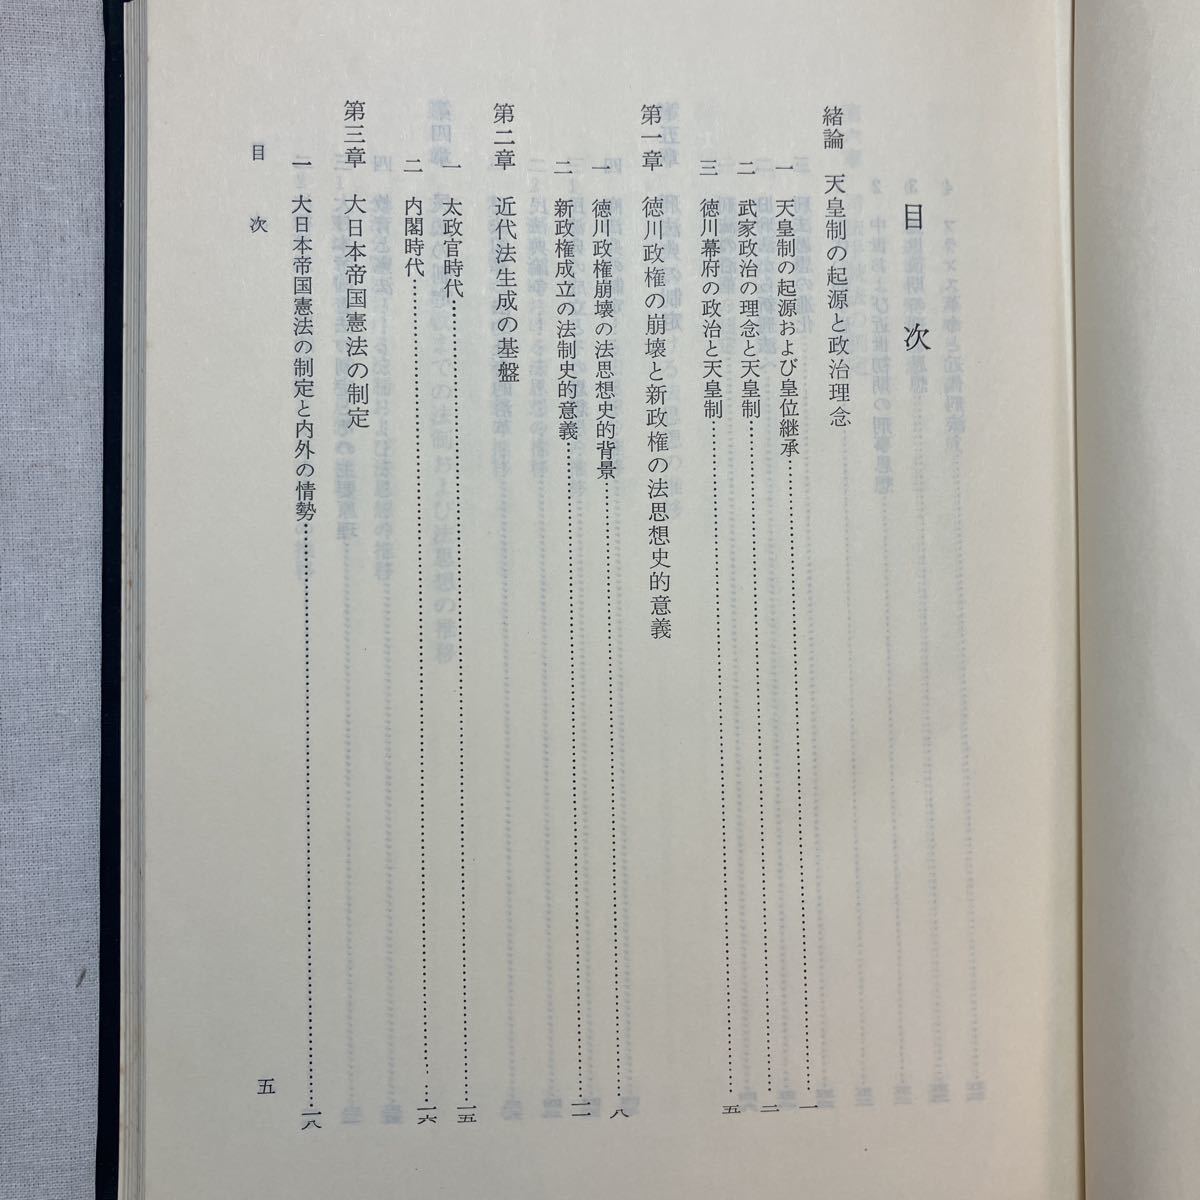 目次
緒論 天皇制の起源と政治理念
一 天皇制の起源および皇位継承……一
二 武家政治の理念と天皇制……二
三 徳川幕府の政治と天皇制……五
第一章 徳川政権の崩壊と新政権の法思想史的意義
一 徳川政権崩壊の法思想史的背景……八
二 新政権成立の法制史的意義……一一
第二章 近代法生成の基盤
一 太政官時代……一五
二 内閣時代……一六
第三章 大日本帝国憲法の制定
一 大日本帝国憲法の制定と内外の情勢……一八
目次
五